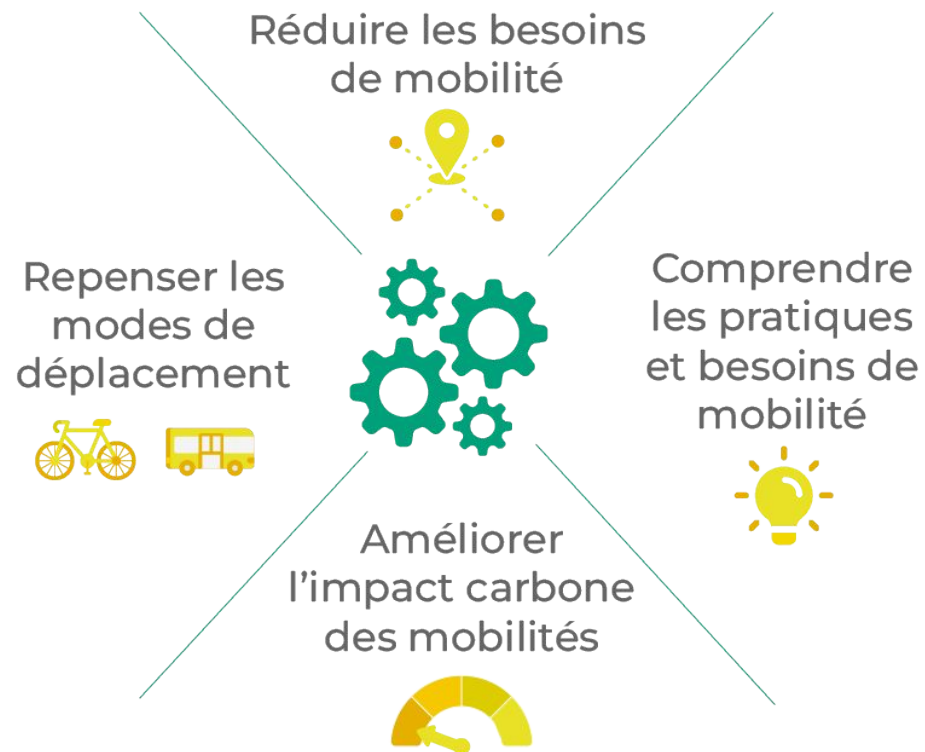 Réduire les besoins
de mobilité
Repenser les
modes de
déplacement
Comprendre
les pratiques
et besoins de
mobilité
Améliorer
l'impact carbone
des mobilités